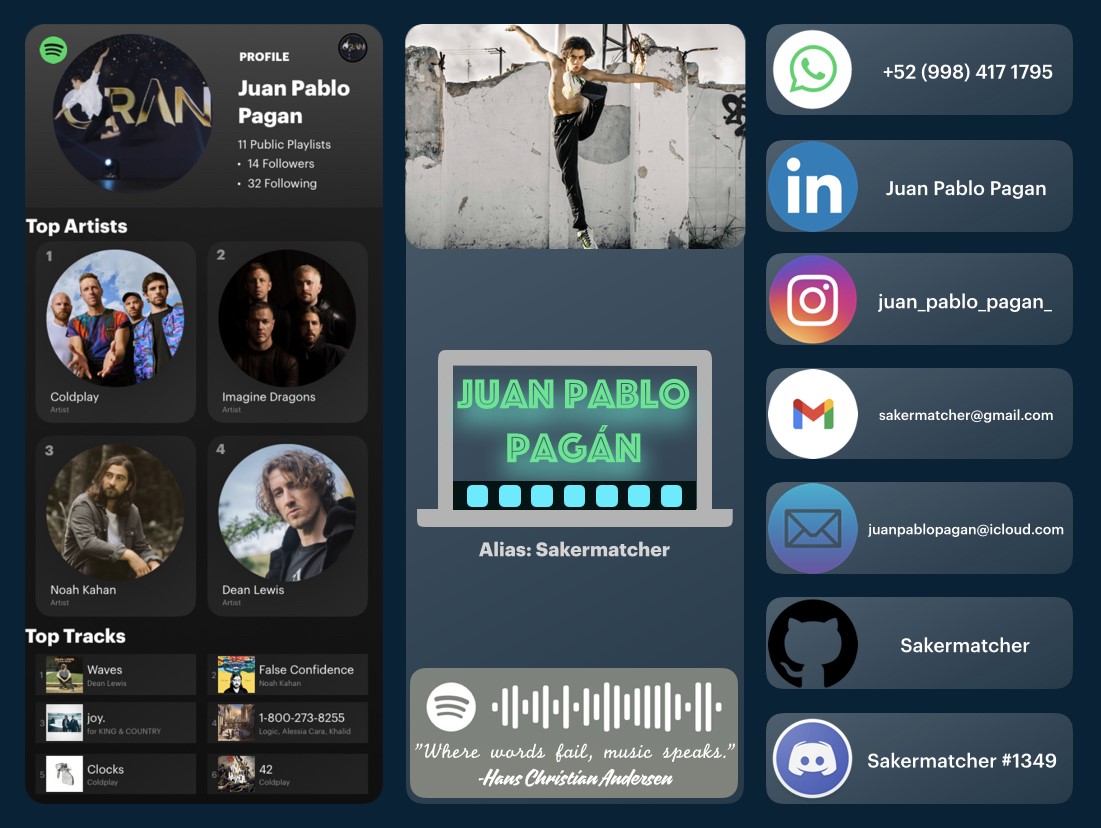 PROFILE
Juan Pablo
Pagan
11 Public Playlists
• 14 Followers
• 32 Following
Top Artists
1
2
Coldplay
Artist
Imagine Dragons
Artist
3
4
Noah Kahan
Artist
Dean Lewis
Artist
Top Tracks
1
Waves
Dean Lewis
2
False Confidence
Noah Kahan
3
joy.
for KING & COUNTRY
4
1-800-273-8255
Logic, Alessia Cara, Khalid
5
Clocks
Coldplay
6
42
Coldplay
JUAN PABLO
PAGÁN
Alias: Sakermatcher
"Where words fail, music speaks."
-Hans Christian Andersen
+52 (998) 417 1795
in
Juan Pablo Pagan
juan_pablo_pagan_
sakermatcher@gmail.com
juanpablopagan@icloud.com
Sakermatcher
Sakermatcher #1349